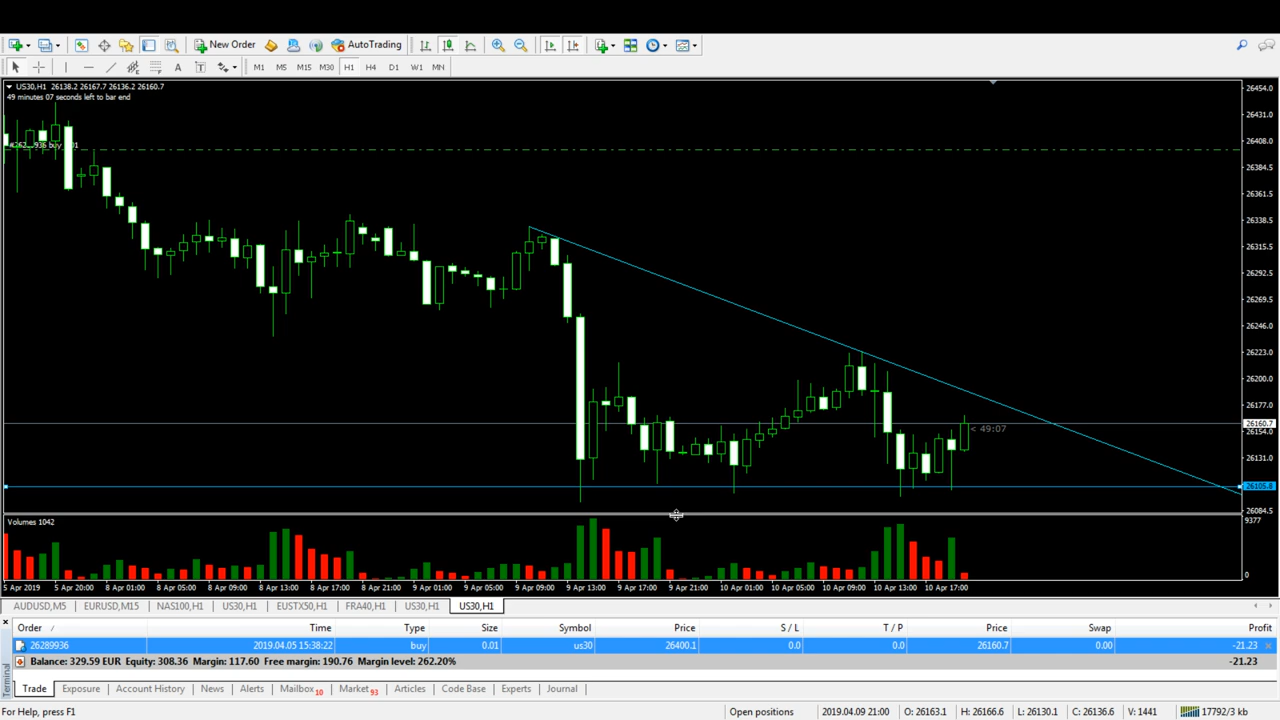 New Order AutoTrading
M1 M5 M15 M30 H1 H4 D1 W1 MN
US30,H1 26138.2 26167.7 26136.2 26160.7
49 minutes 07 seconds left to bar end
26454.0
26431.0
26408.0
26384.5
26361.5
26338.5
26315.5
26292.5
26269.5
26246.0
26223.0
26200.0
26177.0
26160.7
26154.0
26131.0
26105.8
26084.5
< 49:07
Volumes 1042
9377
0
5 Apr 2019 5 Apr 20:00 8 Apr 01:00 8 Apr 05:00 8 Apr 09:00 8 Apr 13:00 8 Apr 17:00 8 Apr 21:00 9 Apr 01:00 9 Apr 05:00 9 Apr 09:00 9 Apr 13:00 9 Apr 17:00 9 Apr 21:00 10 Apr 01:00 10 Apr 05:00 10 Apr 09:00 10 Apr 13:00 10 Apr 17:00
AUDUSD,M5 EURUSD,M15 NAS100,H1 US30,H1 EUSTX50,H1 FRA40,H1 US30,H1 US30,H1
Order Time Type Size Symbol Price S / L T / P Price Swap Profit
26289936 2019.04.05 15:38:22 buy 0.01 us30 26400.1 0.0 0.0 26160.7 0.00 -21.23
Balance: 329.59 EUR Equity: 308.36 Margin: 117.60 Free margin: 190.76 Margin level: 262.20% -21.23
Terminal
Trade Exposure Account History News Alerts Mailbox 10 Market 93 Articles Code Base Experts Journal
For Help, press F1 Open positions 2019.04.09 21:00 O: 26163.1 H: 26166.6 L: 26130.1 C: 26136.6 V: 1441 17792/3 kb